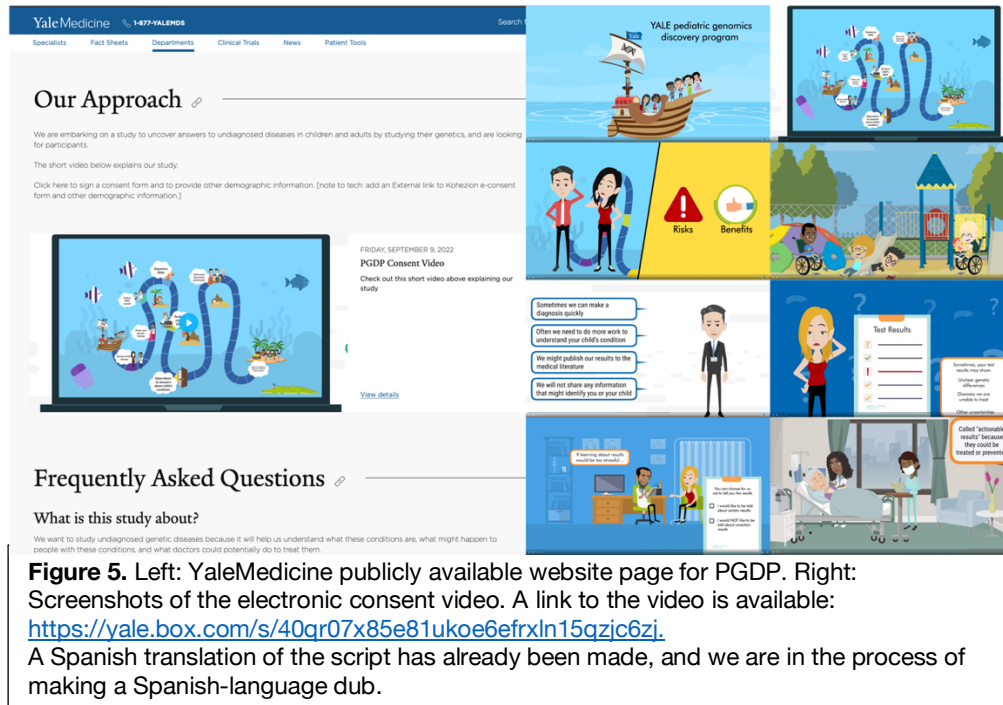 YaleMedicine 1-877-YALEMDS Search
Specialists Fact Sheets Departments Clinical Trials News Patient Tools
Our Approach
We are embarking on a study to uncover answers to undiagnosed diseases in children and adults by studying their genetics, and are looking
for participants.
The short video below explains our study.
Click here to sign a consent form and to provide other demographic information. [note to tech: add an External link to Kohezion e-consent
form and other demographic information.]
FRIDAY, SEPTEMBER 9, 2022
PGDP Consent Video
Check out this short video above explaining our
study
View details
Frequently Asked Questions
What is this study about?
We want to study undiagnosed genetic diseases because it will help us understand what these conditions are, what might happen to
people with these conditions, and what doctors could potentially do to treat them.
Yale
YALE pediatric genomics
discovery program
Risks
Benefits
Sometimes we can make a
diagnosis quickly
Often we need to do more work to
understand your child's condition
We might publish our results to the
medical literature
We will not share any information
that might identify you or your child
Test Results
Sometimes, your test
results may show:
Unclear genetic
differences
Diseases we are
unable to treat
Other uncertainties
If learning about results
would be too stressful...
You can choose for us
not to tell you the results
I would like to be told
about certain results
I would NOT like to be
told about uncertain
results
Called "actionable
results" because
they could be
treated or prevente
Figure 5. Left: YaleMedicine publicly available website page for PGDP. Right:
Screenshots of the electronic consent video. A link to the video is available:
https://yale.box.com/s/40qr07x85e81ukoe6efrxln15qzjc6zj.
A Spanish translation of the script has already been made, and we are in the process of
making a Spanish-language dub.